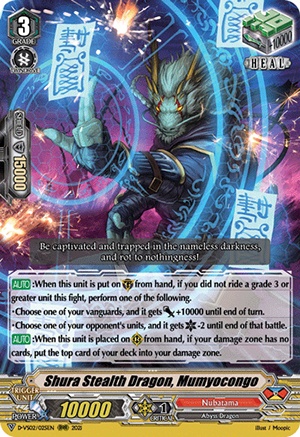 3
GRADE
+10000
HEAL
15000
Be captivated and trapped in the nameless darkness,
and rot to nothingness!
AUTO :When this unit is put on from hand, if you did not ride a grade 3 or
greater unit this fight, perform one of the following.
·Choose one of your vanguards, and it gets +10000 until end of turn.
·Choose one of your opponent's units, and it gets -2 until end of that battle.
AUTO :When this unit is placed on from hand, if your damage zone has no
cards, put the top card of your deck into your damage zone.
Shura Stealth Dragon, Mumyocongo
TRIGGER
UNIT
POWER
10000
1
CRITICAL
Nubatama
Abyss Dragon
D-VS02/025EN
2021
illust / Moopic